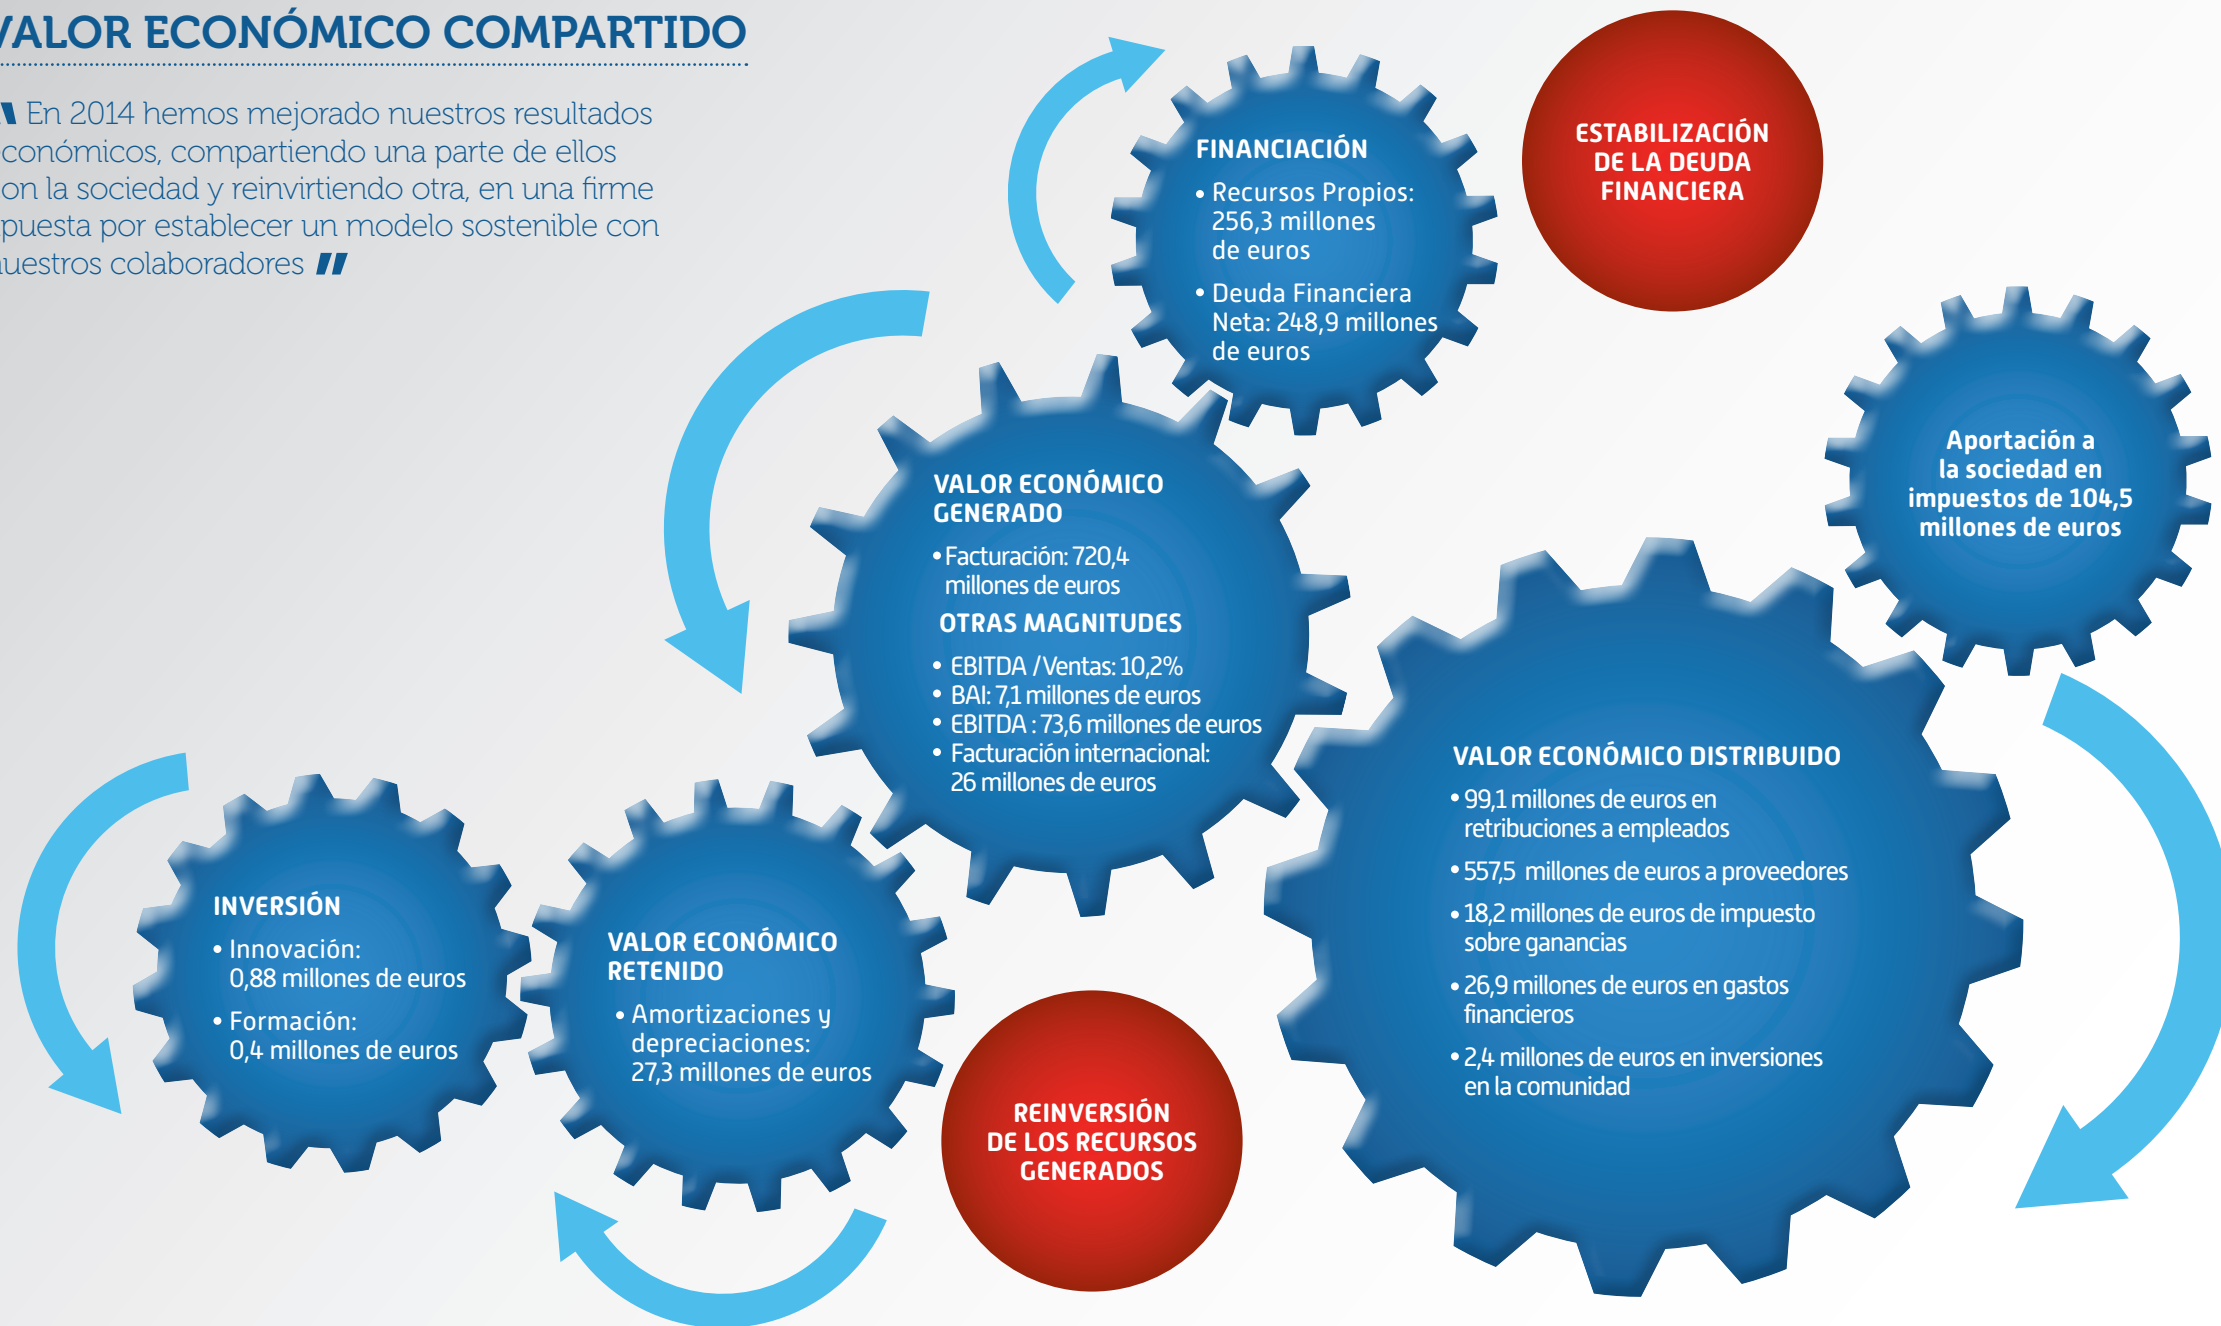 VALOR ECONÓMICO COMPARTIDO
En 2014 hemos mejorado nuestros resultados
económicos, compartiendo una parte de ellos
con la sociedad y reinvirtiendo otra, en una firme
apuesta por establecer un modelo sostenible con
nuestros colaboradores "
FINANCIACIÓN
• Recursos Propios:
256,3 millones
de euros
• Deuda Financiera
Neta: 248,9 millones
de euros
ESTABILIZACIÓN
DE LA DEUDA
FINANCIERA
Aportación a
la sociedad en
impuestos de 104,5
millones de euros
VALOR ECONÓMICO
GENERADO
• Facturación: 720,4
millones de euros
OTRAS MAGNITUDES
• EBITDA / Ventas: 10,2%
• BAI: 7,1 millones de euros
• EBITDA : 73,6 millones de euros
• Facturación internacional:
26 millones de euros
VALOR ECONÓMICO DISTRIBUIDO
• 99,1 millones de euros en
retribuciones a empleados
• 557,5 millones de euros a proveedores
• 18,2 millones de euros de impuesto
sobre ganancias
• 26,9 millones de euros en gastos
financieros
• 2,4 millones de euros en inversiones
en la comunidad
INVERSIÓN
• Innovación:
0,88 millones de euros
• Formación:
0,4 millones de euros
VALOR ECONÓMICO
RETENIDO
• Amortizaciones y
depreciaciones:
27,3 millones de euros
REINVERSIÓN
DE LOS RECURSOS
GENERADOS